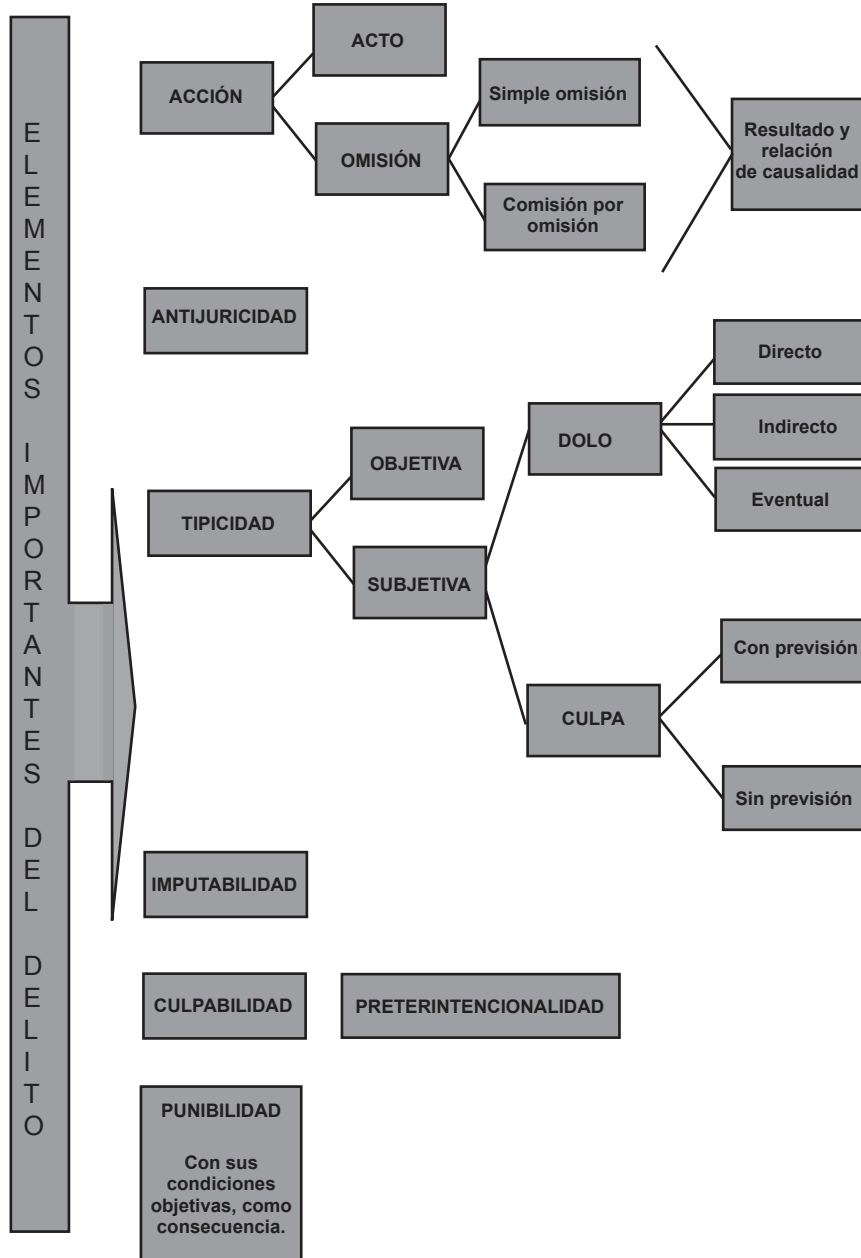 ELEMENTOS IMPORTANTES DEL DELITO
ACCIÓN
ACTO
OMISIÓN
Simple omisión
Comisión por
omisión
Resultado y
relación
de causalidad
ANTIJURICIDAD
TIPICIDAD
OBJETIVA
SUBJETIVA
DOLO
Directo
Indirecto
Eventual
CULPA
Con previsión
Sin previsión
IMPUTABILIDAD
CULPABILIDAD
PRETERINTENCIONALIDAD
PUNIBILIDAD
Con sus
condiciones
objetivas, como
consecuencia.